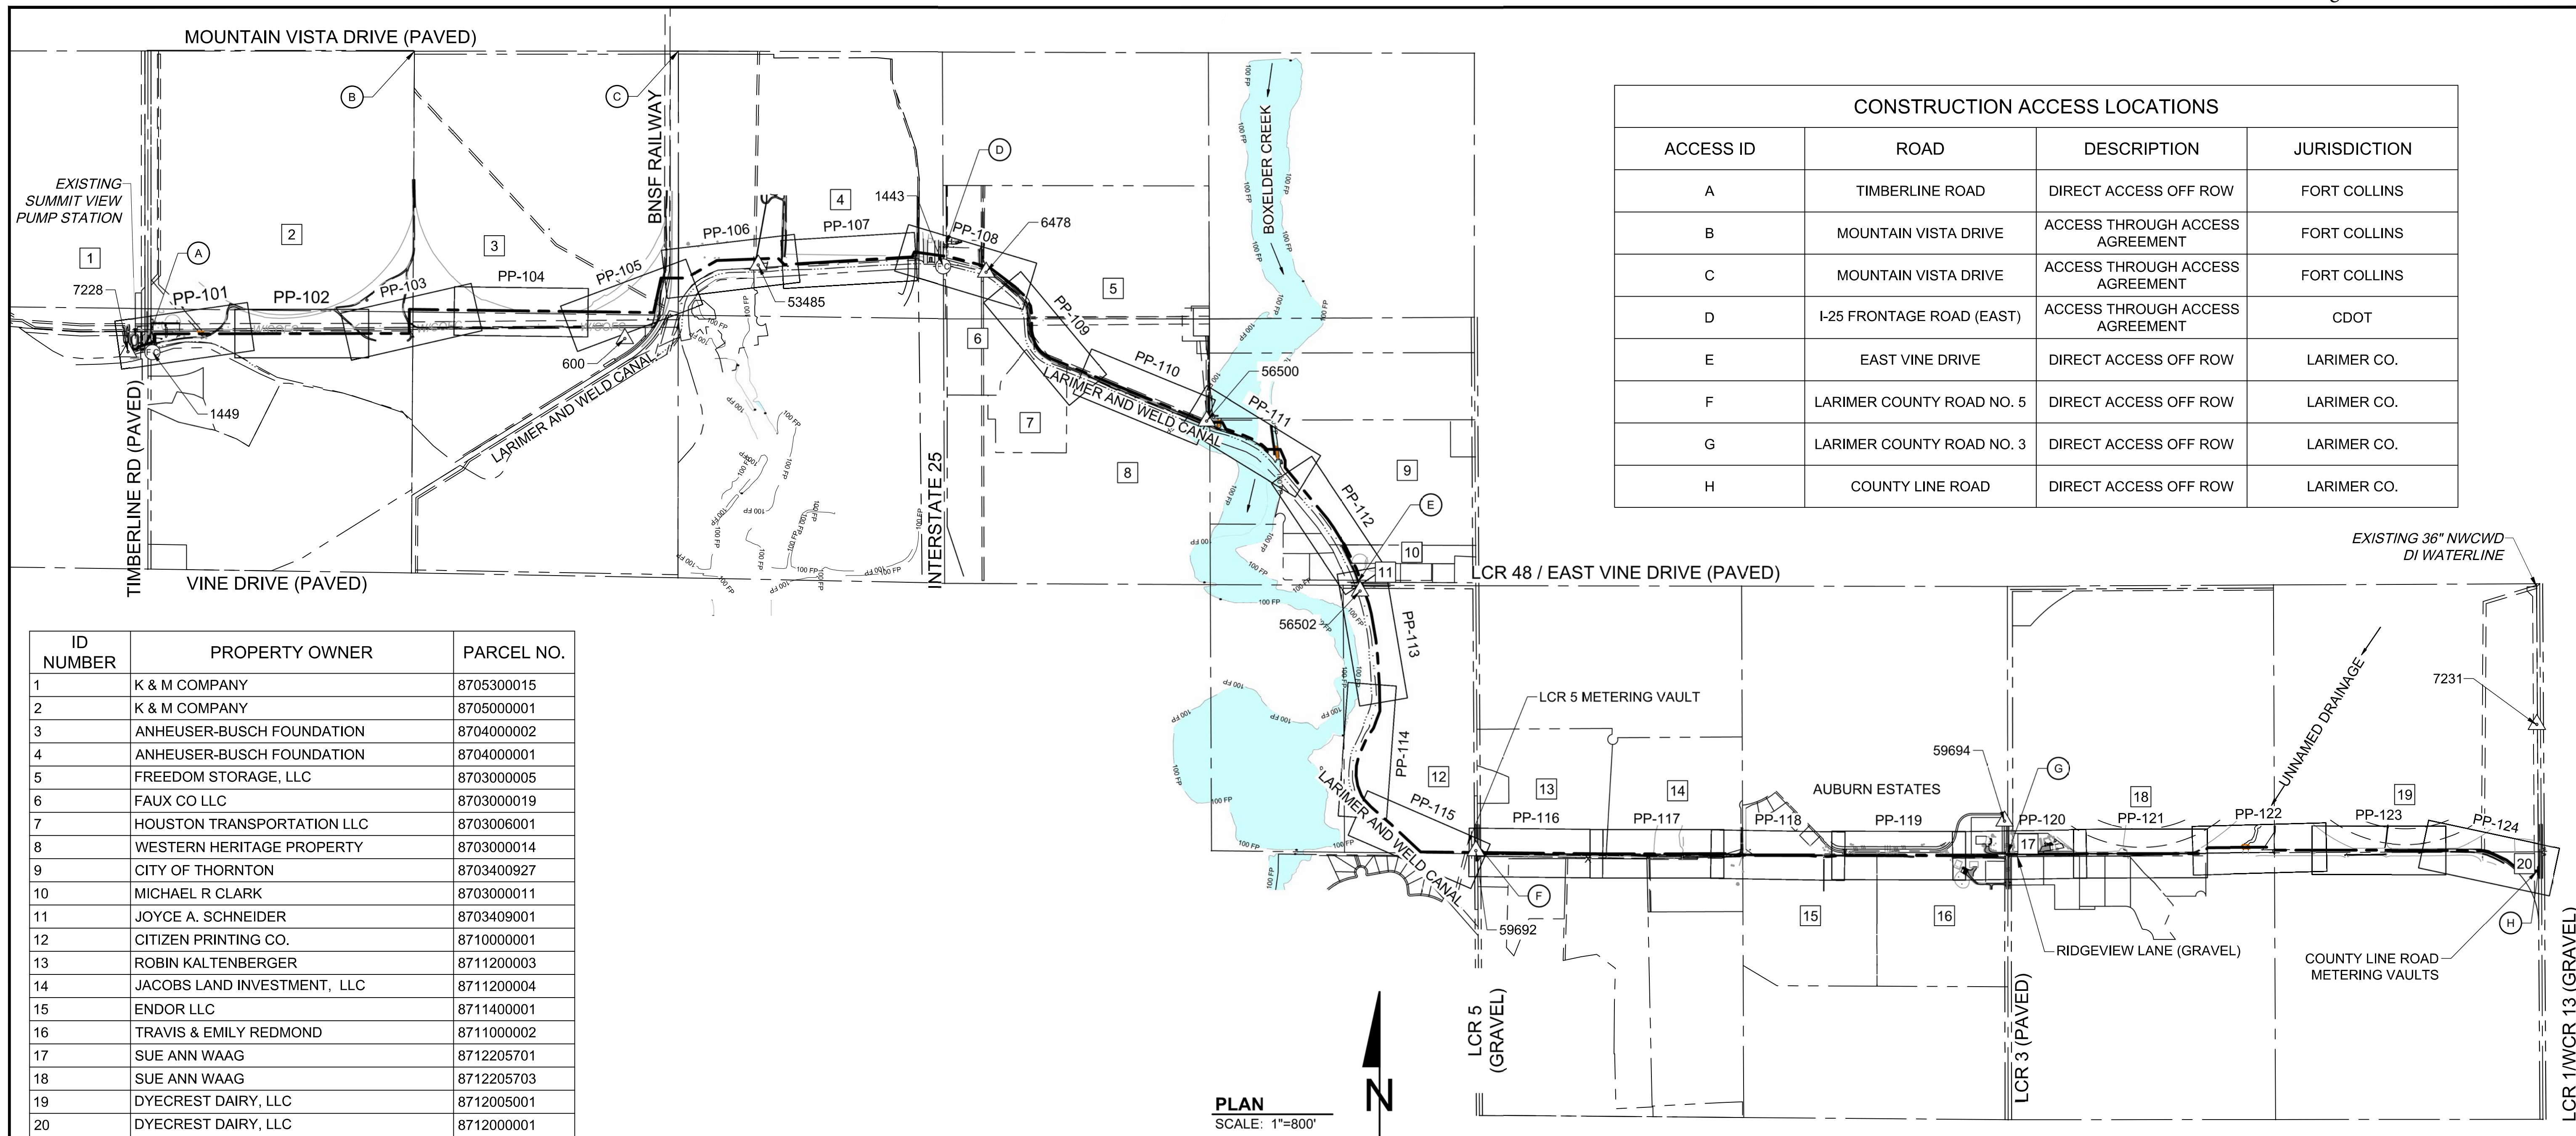 MOUNTAIN VISTA DRIVE (PAVED)
B
C
BNSF RAILWAY
EXISTING
SUMMIT VIEW
PUMP STATION
1
2
3
4
A
7228
PP-101
PP-102
PP-103
PP-104
PP-105
PP-106
PP-107
1443
D
PP-108
6478
53485
600
1449
TIMBERLINE RD (PAVED)
LARIMER AND WELD CANAL
VINE DRIVE (PAVED)
INTERSTATE 25
5
6
7
8
PP-109
PP-110
LARIMER AND WELD CANAL
BOXELDER CREEK
100 FP
56500
PP-111
9
PP-112
E
10
11
LCR 48 / EAST VINE DRIVE (PAVED)
56502
PP-113
PP-114
12
PP-115
LARIMER AND WELD CANAL
LCR 5 METERING VAULT
F
59692
13
PP-116
14
PP-117
PP-118
AUBURN ESTATES
PP-119
59694
G
PP-120
17
18
PP-121
PP-122
UNNAMED DRAINAGE
19
PP-123
PP-124
20
7231
EXISTING 36" NWCWD
DI WATERLINE
H
15
16
RIDGEVIEW LANE (GRAVEL)
COUNTY LINE ROAD
METERING VAULTS
LCR 5
(GRAVEL)
LCR 3 (PAVED)
LCR 1/WCR 13 (GRAVEL)
CONSTRUCTION ACCESS LOCATIONS
ACCESS ID ROAD DESCRIPTION JURISDICTION
A TIMBERLINE ROAD DIRECT ACCESS OFF ROW FORT COLLINS
B MOUNTAIN VISTA DRIVE ACCESS THROUGH ACCESS AGREEMENT FORT COLLINS
C MOUNTAIN VISTA DRIVE ACCESS THROUGH ACCESS AGREEMENT FORT COLLINS
D I-25 FRONTAGE ROAD (EAST) ACCESS THROUGH ACCESS AGREEMENT CDOT
E EAST VINE DRIVE DIRECT ACCESS OFF ROW LARIMER CO.
F LARIMER COUNTY ROAD NO. 5 DIRECT ACCESS OFF ROW LARIMER CO.
G LARIMER COUNTY ROAD NO. 3 DIRECT ACCESS OFF ROW LARIMER CO.
H COUNTY LINE ROAD DIRECT ACCESS OFF ROW LARIMER CO.
ID NUMBER PROPERTY OWNER PARCEL NO.
1 K & M COMPANY 8705300015
2 K & M COMPANY 8705000001
3 ANHEUSER-BUSCH FOUNDATION 8704000002
4 ANHEUSER-BUSCH FOUNDATION 8704000001
5 FREEDOM STORAGE, LLC 8703000005
6 FAUX CO LLC 8703000019
7 HOUSTON TRANSPORTATION LLC 8703006001
8 WESTERN HERITAGE PROPERTY 8703000014
9 CITY OF THORNTON 8703400927
10 MICHAEL R CLARK 8703000011
11 JOYCE A. SCHNEIDER 8703409001
12 CITIZEN PRINTING CO. 8710000001
13 ROBIN KALTENBERGER 8711200003
14 JACOBS LAND INVESTMENT, LLC 8711200004
15 ENDOR LLC 8711400001
16 TRAVIS & EMILY REDMOND 8711000002
17 SUE ANN WAAG 8712205701
18 SUE ANN WAAG 8712205703
19 DYECREST DAIRY, LLC 8712005001
20 DYECREST DAIRY, LLC 8712000001
PLAN
SCALE: 1"=800'
N